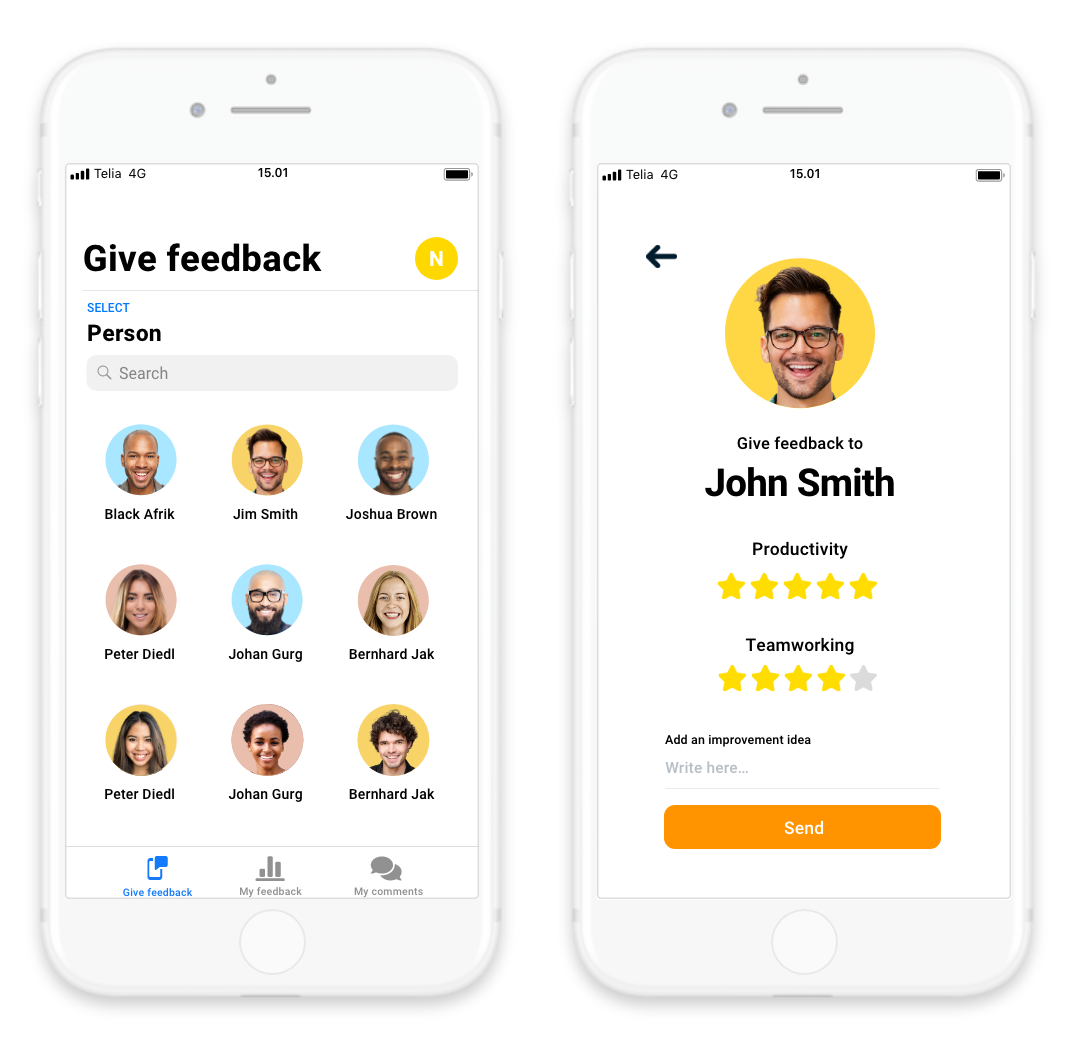 Telia 4G 15.01
Give feedback N
SELECT
Person
Search
Black Afrik Jim Smith Joshua Brown
Peter Diedl Johan Gurg Bernhard Jak
Peter Diedl Johan Gurg Bernhard Jak
Give feedback My feedback My comments
Telia 4G 15.01
Give feedback to
John Smith
Productivity
Teamworking
Add an improvement idea
Write here...
Send